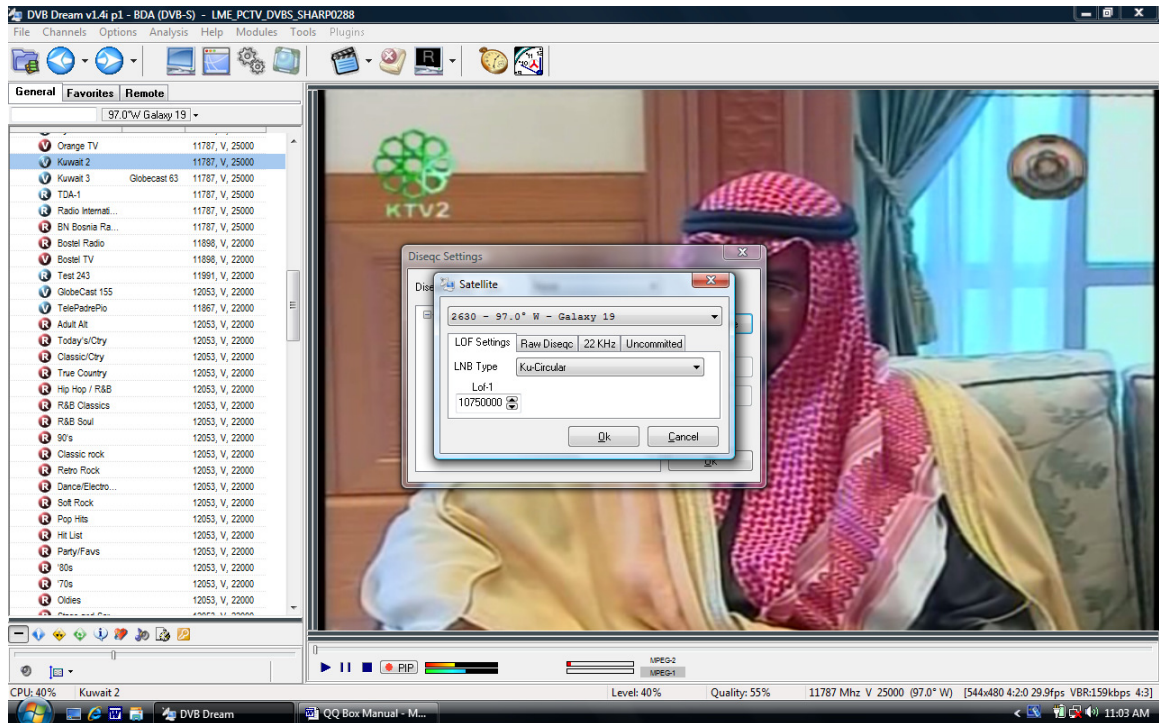 DVB Dream v1.4i p1 - BDA (DVB-S) - LME_PCTV_DVBS_SHARP0288
File Channels Options Analysis Help Modules Tools Plugins
General Favorites Remote
97.0°W Galaxy 19
Orange TV 11787, V, 25000
Kuwait 2 11787, V, 25000
Kuwait 3 Globecast 63 11787, V, 25000
TDA-1 11787, V, 25000
Radio Internati... 11787, V, 25000
BN Bosnia Ra... 11787, V, 25000
Bostel Radio 11898, V, 22000
Bostel TV 11898, V, 22000
Test 243 11991, V, 22000
GlobeCast 155 12053, V, 22000
TelePadrePio 11867, V, 22000
Adult Alt 12053, V, 22000
Today's/Ctry 12053, V, 22000
Classic/Ctry 12053, V, 22000
True Country 12053, V, 22000
Hip Hop / R&B 12053, V, 22000
R&B Classics 12053, V, 22000
R&B Soul 12053, V, 22000
90's 12053, V, 22000
Classic rock 12053, V, 22000
Retro Rock 12053, V, 22000
Dance/Electro... 12053, V, 22000
Soft Rock 12053, V, 22000
Pop Hits 12053, V, 22000
Hit List 12053, V, 22000
Party/Favs 12053, V, 22000
'80s 12053, V, 22000
'70s 12053, V, 22000
Oldies 12053, V, 22000
KTV2
Diseqc Settings
Dise
Satellite
2630 - 97.0° W - Galaxy 19
LOF Settings Raw Diseqc 22 KHz Uncommitted
LNB Type Ku-Circular
Lof-1
10750000
Ok Cancel
OK
PIP
MPEG-2
MPEG-1
CPU: 40% Kuwait 2 Level: 40% Quality: 55% 11787 Mhz V 25000 (97.0° W) [544x480 4:2:0 29.9fps VBR:159kbps 4:3]
DVB Dream QQ Box Manual - M... 11:03 AM